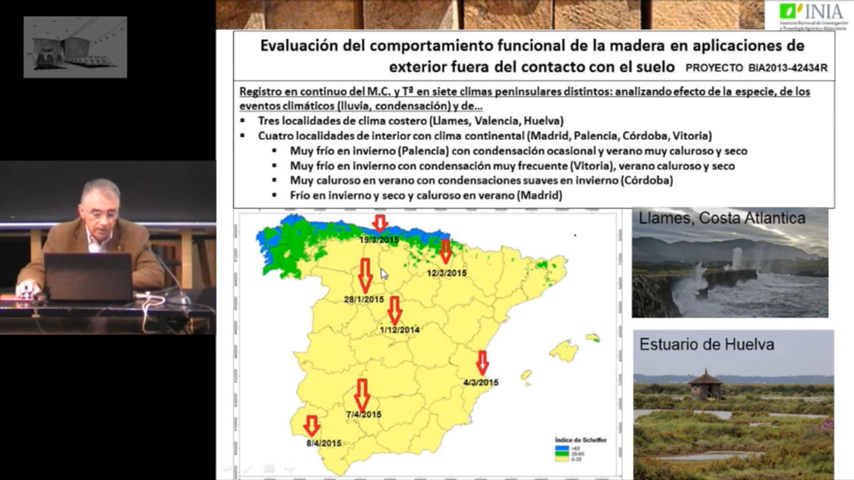 INIA
Instituto Nacional de Investigación
y Tecnología Agraria y Alimentaria
Evaluación del comportamiento funcional de la madera en aplicaciones de
exterior fuera del contacto con el suelo PROYECTO BIA2013-42434R
Registro en continuo del M.C. y Tª en siete climas peninsulares distintos: analizando efecto de la especie, de los
eventos climáticos (lluvia, condensación) y de...
▪ Tres localidades de clima costero (Llames, Valencia, Huelva)
▪ Cuatro localidades de interior con clima continental (Madrid, Palencia, Córdoba, Vitoria)
▪ Muy frío en invierno (Palencia) con condensación ocasional y verano muy caluroso y seco
▪ Muy frío en invierno con condensación muy frecuente (Vitoria), verano caluroso y seco
▪ Muy caluroso en verano con condensaciones suaves en invierno (Córdoba)
▪ Frío en invierno y seco y caluroso en verano (Madrid)
Llames, Costa Atlantica
19/3/2015
12/3/2015
28/1/2015
1/12/2014
Estuario de Huelva
4/3/2015
7/4/2015
8/4/2015
Índice de Scheffer